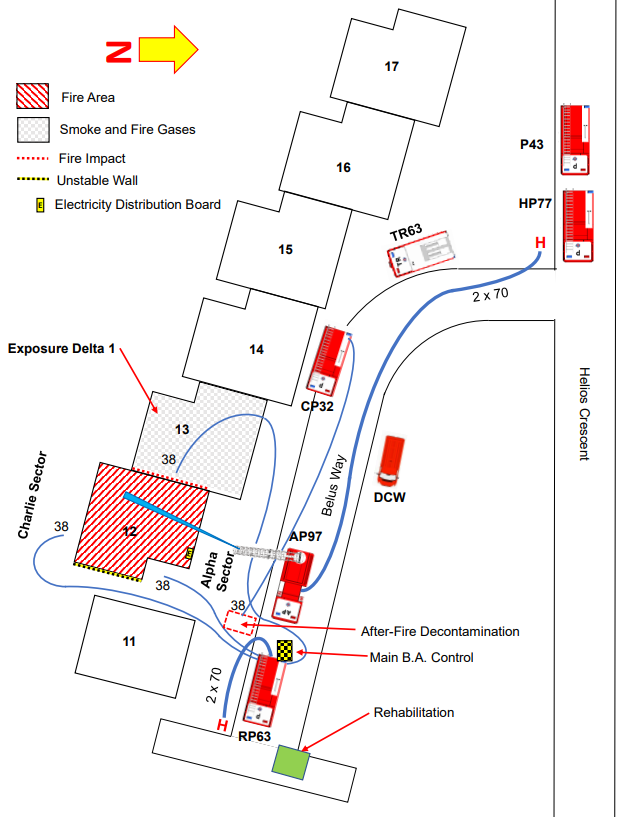 N
17
Fire Area
Smoke and Fire Gases
Fire Impact
Unstable Wall
E
Electricity Distribution Board
16
P43
HP77
H
TR63
15
2 x 70
Exposure Delta 1
14
CP32
Helios Crescent
13
38
Belus Way
DCW
Charlie Sector
12
38
E
Alpha
Sector
AP97
38
38
After-Fire Decontamination
11
Main B.A. Control
2 x 70
H
RP63
Rehabilitation